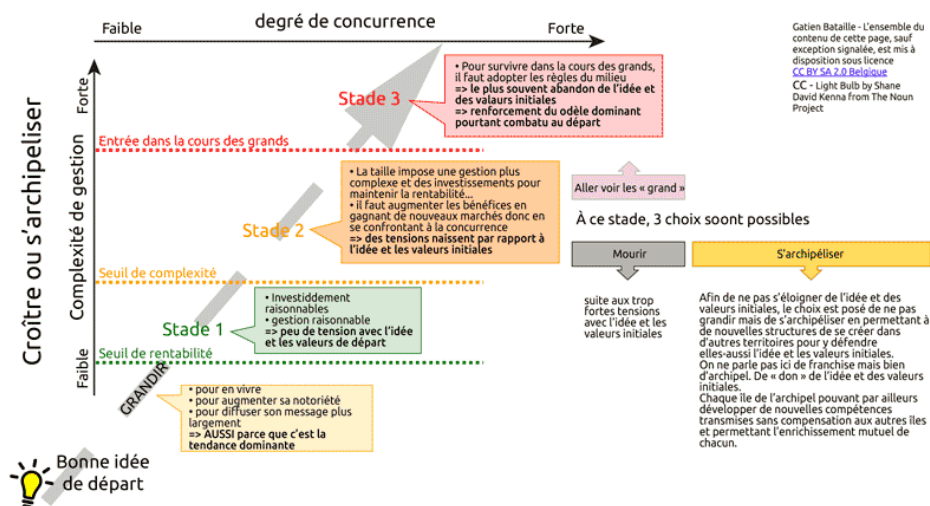 degré de concurrence
Faible
Forte
Gatien Bataille - L'ensemble du
contenu de cette page, sauf
exception signalée, est mis à
disposition sous licence
CC BY SA 2.0 Belgique
CC - Light Bulb by Shane
David Kenna from The Noun
Project
Croître ou s'archipeliser
Complexité de gestion
Forte
Faible
Stade 3
• Pour survivre dans la cours des grands,
il faut adopter les règles du milieu
=> le plus souvent abandon de l'idée et
des valaurs initiales
=> renforcement du odèle dominant
pourtant combatu au départ
Entrée dans la cours des grands
Stade 2
• La taille impose une gestion plus
complexe et des investissements pour
maintenir la rentabilité...
• il faut augmenter les bénéfices en
gagnant de nouveaux marchés donc en
se confrontant à la concurrence
=> des tensions naissent par rapport à
l'idée et les valeurs initiales
Aller voir les « grand »
À ce stade, 3 choix soont possibles
Mourir
S'archipéliser
suite aux trop
fortes tensions
avec l'idée et les
valeurs initiales
Afin de ne pas s'éloigner de l'idée et des
valeurs initiales, le choix est posé de ne pas
grandir mais de s'archipéliser en permettant à
de nouvelles structures de se créer dans
d'autres territoires pour y défendre
elles-aussi l'idée et les valeurs initiales.
On ne parle pas ici de franchise mais bien
d'archipel. De « don » de l'idée et des valeurs
initiales.
Chaque île de l'archipel pouvant par ailleurs
développer de nouvelles compétences
transmises sans compensation aux autres îles
et permettant l'enrichissement mutuel de
chacun.
Seuil de complexité
Stade 1
• Investiddement
raisonnables
• gestion raisonnable
=> peu de tension avec l'idée
et les valeurs de départ
Seuil de rentabilité
GRANDIR
• pour en vivre
• pour augmenter sa notoriété
• pour diffuser son message plus
largement
=> AUSSI parce que c'est la
tendance dominante
Bonne idée
de départ